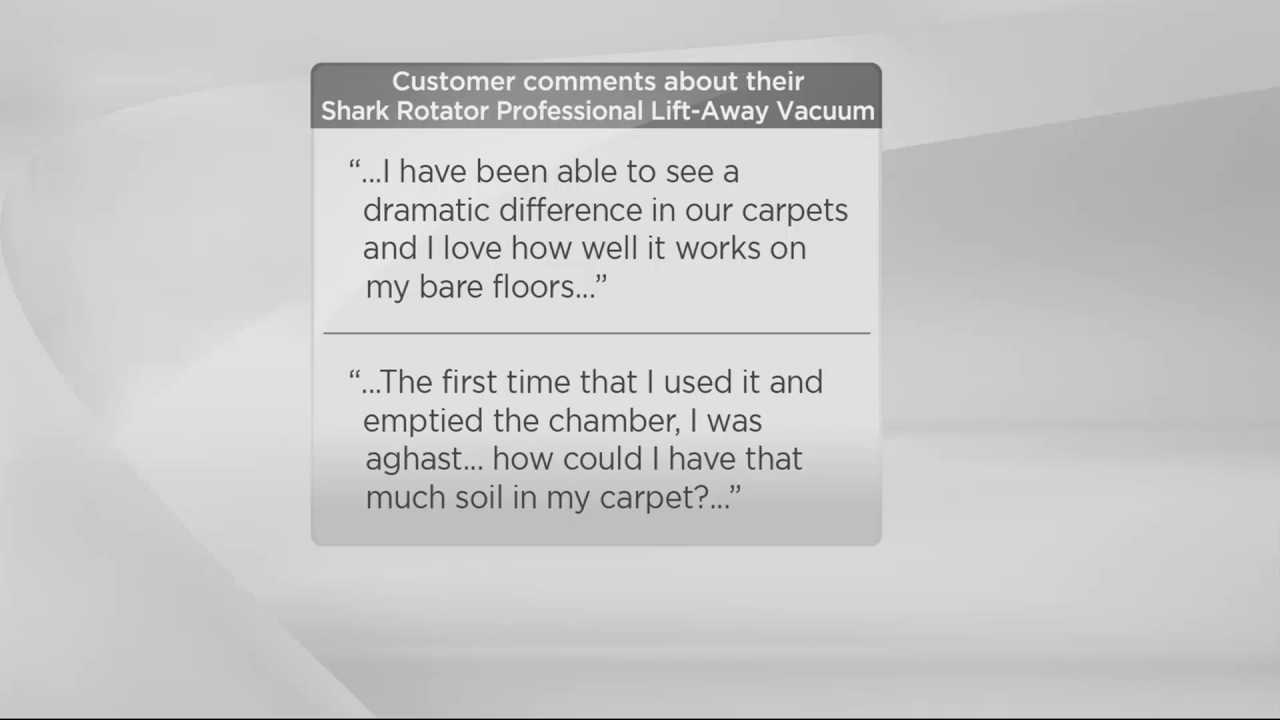 Customer comments about their
Shark Rotator Professional Lift-Away Vacuum
“...I have been able to see a
dramatic difference in our carpets
and I love how well it works on
my bare floors...”
“...The first time that I used it and
emptied the chamber, I was
aghast... how could I have that
much soil in my carpet?...”